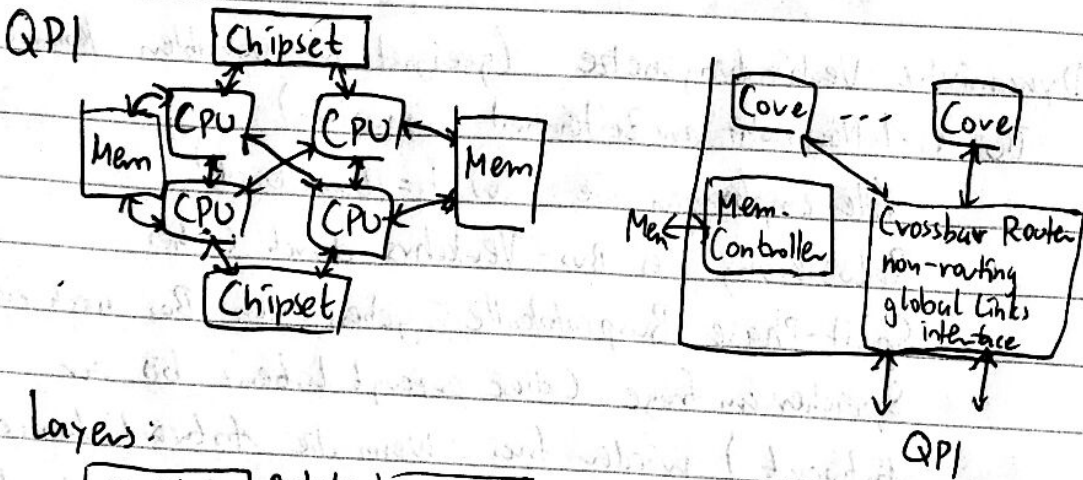 QPI
Chipset
CPU
CPU
Mem
Mem
CPU
CPU
Chipset
Core ... Core
Mem
Mem.
Controller
Crossbar Router
non-routing
global Links
interface
QPI
Layers: